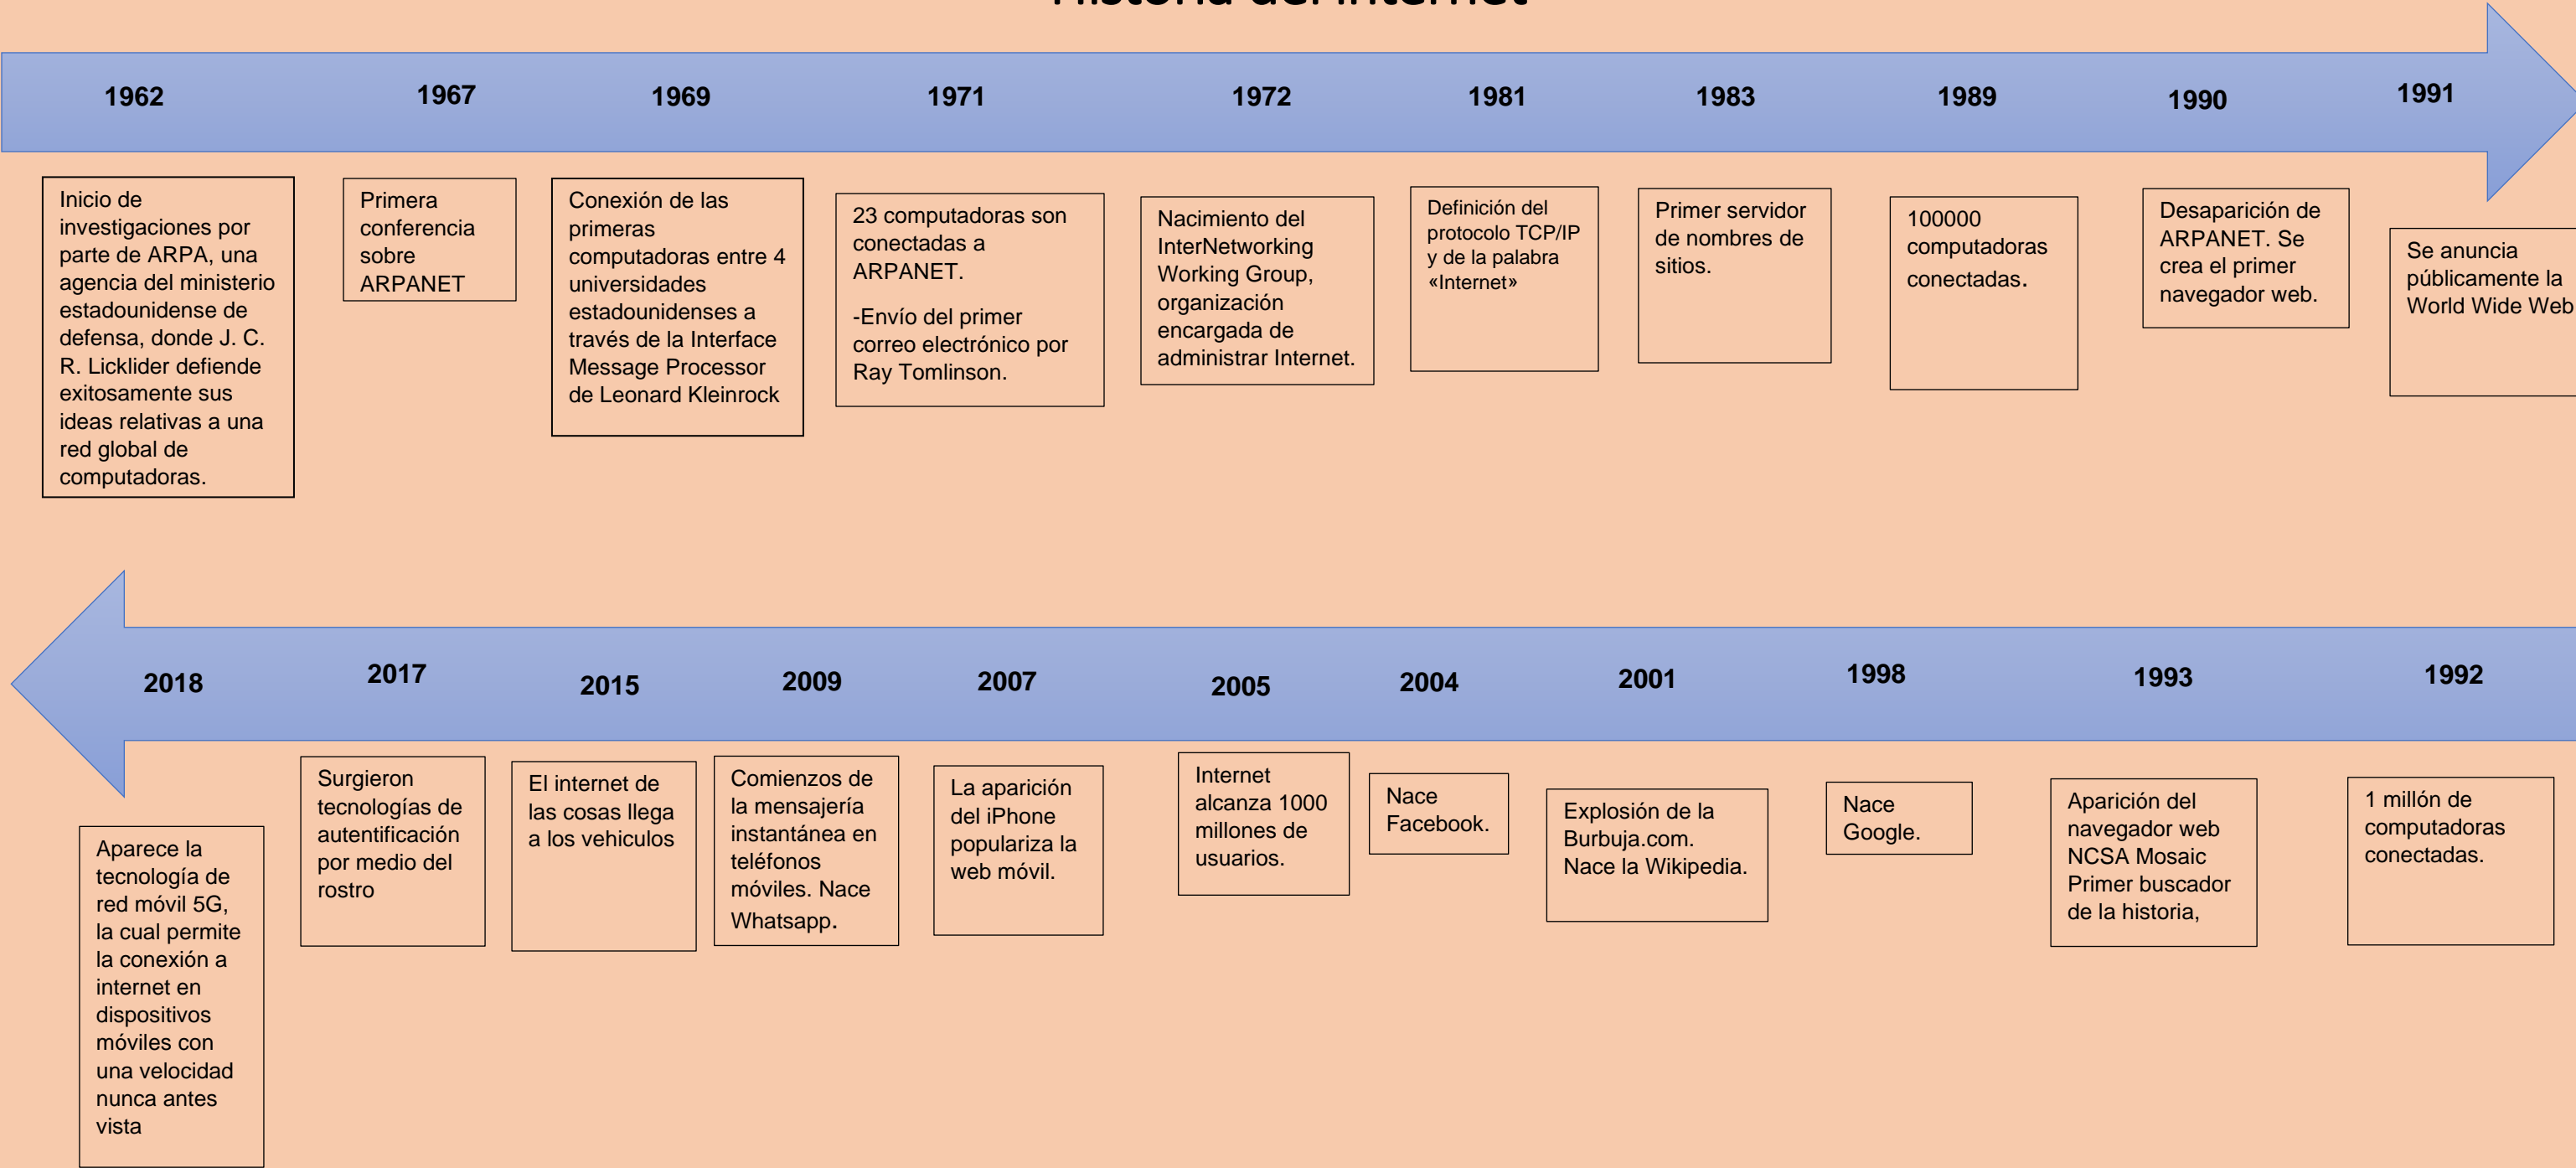 Historia del internet
1962
1967
1969
1971
1972
1981
1983
1989
1990
1991
Inicio de
investigaciones por
parte de ARPA, una
agencia del ministerio
estadounidense de
defensa, donde J. C.
R. Licklider defiende
exitosamente sus
ideas relativas a una
red global de
computadoras.
Primera
conferencia
sobre
ARPANET
Conexión de las
primeras
computadoras entre 4
universidades
estadounidenses a
través de la Interface
Message Processor
de Leonard Kleinrock
23 computadoras son
conectadas a
ARPANET.
-Envío del primer
correo electrónico por
Ray Tomlinson.
Nacimiento del
InterNetworking
Working Group,
organización
encargada de
administrar Internet.
Definición del
protocolo TCP/IP
y de la palabra
«Internet»
Primer servidor
de nombres de
sitios.
100000
computadoras
conectadas.
Desaparición de
ARPANET. Se
crea el primer
navegador web.
Se anuncia
públicamente la
World Wide Web
2018
2017
2015
2009
2007
2005
2004
2001
1998
1993
1992
Aparece la
tecnología de
red móvil 5G,
la cual permite
la conexión a
internet en
dispositivos
móviles con
una velocidad
nunca antes
vista
Surgieron
tecnologías de
autentificación
por medio del
rostro
El internet de
las cosas llega
a los vehiculos
Comienzos de
la mensajería
instantánea en
teléfonos
móviles. Nace
Whatsapp.
La aparición
del iPhone
populariza la
web móvil.
Internet
alcanza 1000
millones de
usuarios.
Nace
Facebook.
Explosión de la
Burbuja.com.
Nace la Wikipedia.
Nace
Google.
Aparición del
navegador web
NCSA Mosaic
Primer buscador
de la historia,
1 millón de
computadoras
conectadas.